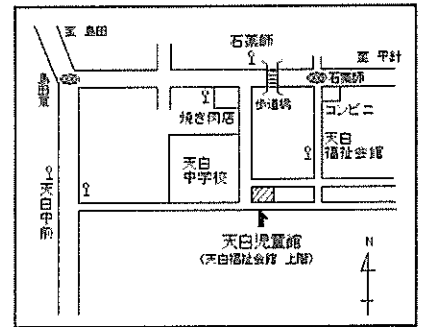 至 島田
石薬師
至 平針
島田東
石薬師
歩道橋
コンビニ
焼き肉店
天白
福祉会館
天白
中学校
天白中前
天白児童館
(天白福祉会館 上階)
N